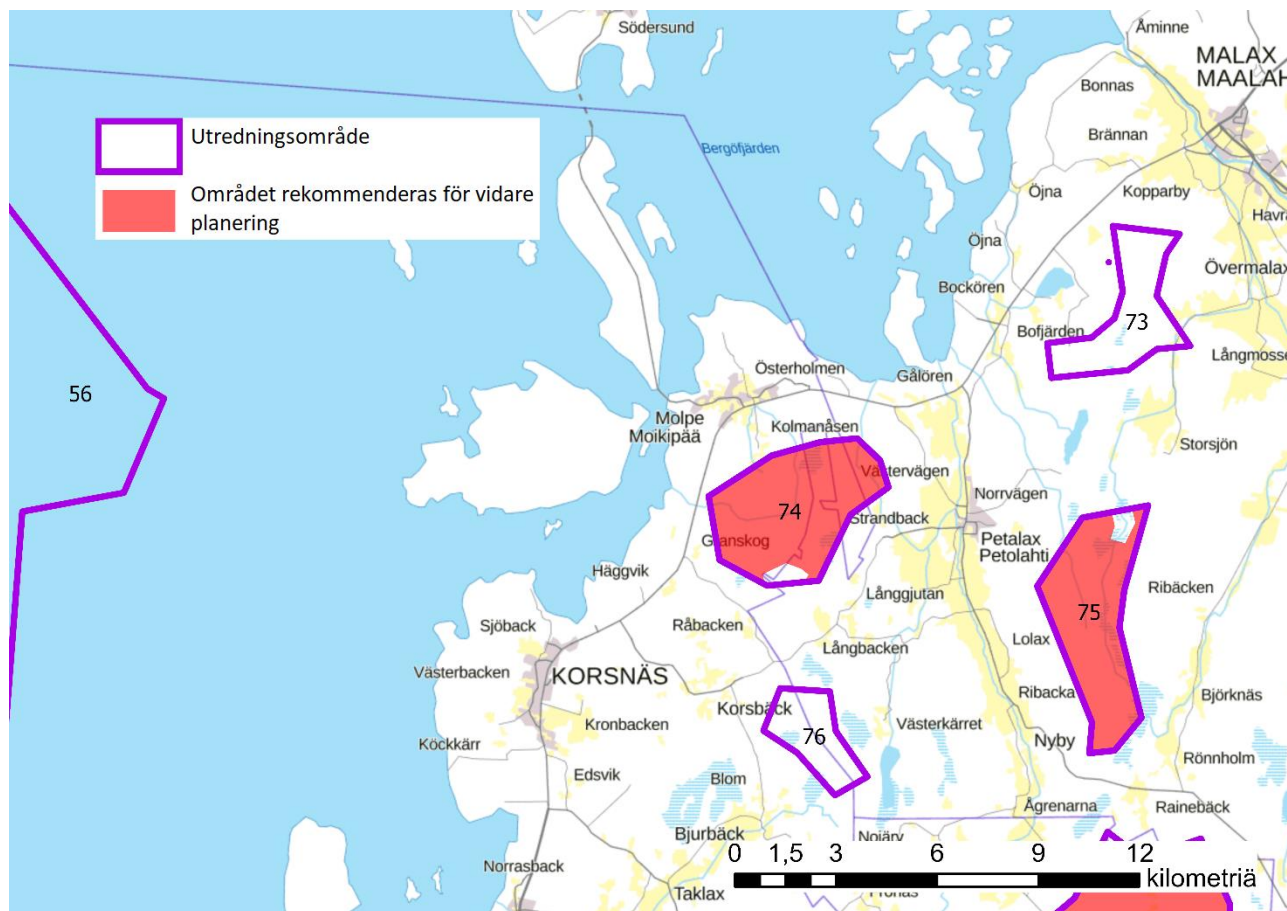 Södersund
Åminne
MALAX
MAALAH
Bonnas
Utredningsområde
Brännan
Bergöfjärden
Området rekommenderas för vidare
planering
Öjna
Kopparby
Havra
Öjna
Övermalax
Bockören
Bofjärden
73
Långmosse
Österholmen
Gålören
56
Molpe
Moikipää
Kolmanåsen
Storsjön
Västervägen
Norrvägen
74
Strandback
Granskog
Petalax
Petolahti
Häggvik
Långgjutan
Ribäcken
75
Sjöback
Råbacken
Lolax
Långbacken
Västerbacken
KORSNÄS
Ribacka
Björknäs
Korsbäck
Kronbacken
Västerkärret
Köckkärr
76
Nyby
Rönnholm
Edsvik
Blom
Ågrenarna
Rainebäck
Bjurbäck
Nojärv
0 1,5 3 6 9 12
kilometriä
Norrasback
Taklax